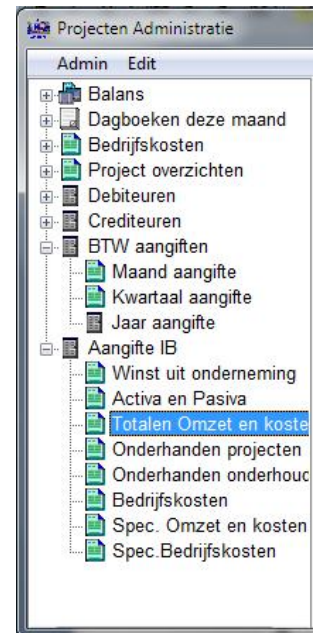 Projecten Administratie
Admin Edit
Balans
Dagboeken deze maand
Bedrijfskosten
Project overzichten
Debiteuren
Crediteuren
BTW aangiften
Maand aangifte
Kwartaal aangifte
Jaar aangifte
Aangifte IB
Winst uit onderneming
Activa en Pasiva
Totalen Omzet en koste
Onderhanden projecten
Onderhanden onderhoud
Bedrijfskosten
Spec. Omzet en kosten
Spec.Bedrijfskosten